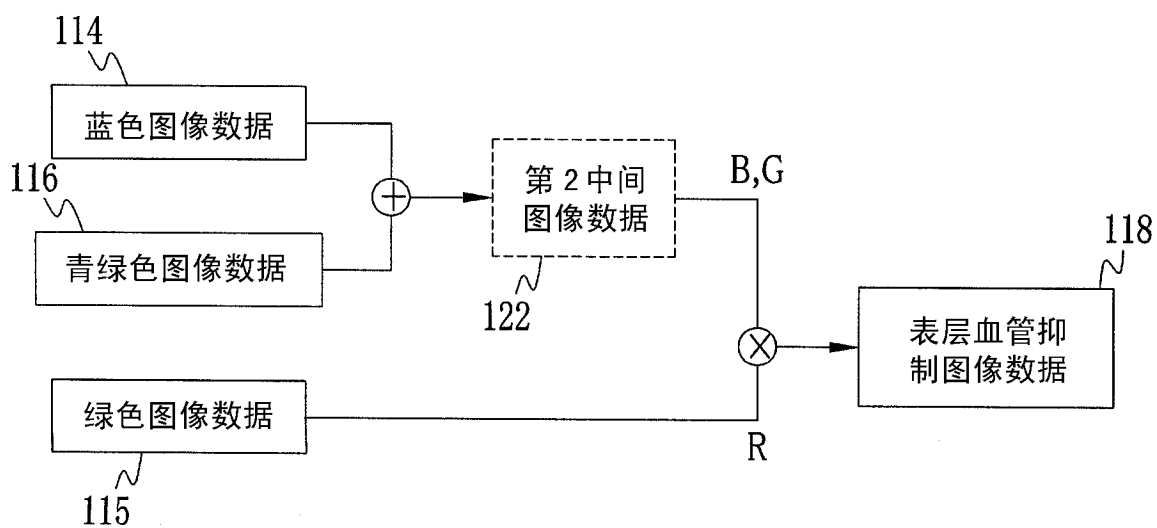 114
蓝色图像数据
116
青绿色图像数据
第2中间
图像数据
122
B,G
118
表层血管抑
制图像数据
绿色图像数据
115
R